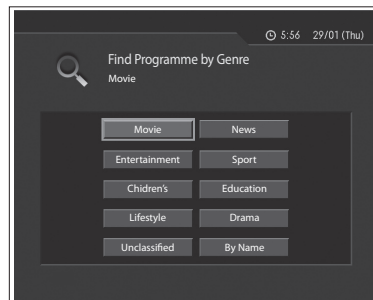 5:56 29/01 (Thu)
Find Programme by Genre
Movie
Movie News
Entertainment Sport
Chidren's Education
Lifestyle Drama
Unclassified By Name